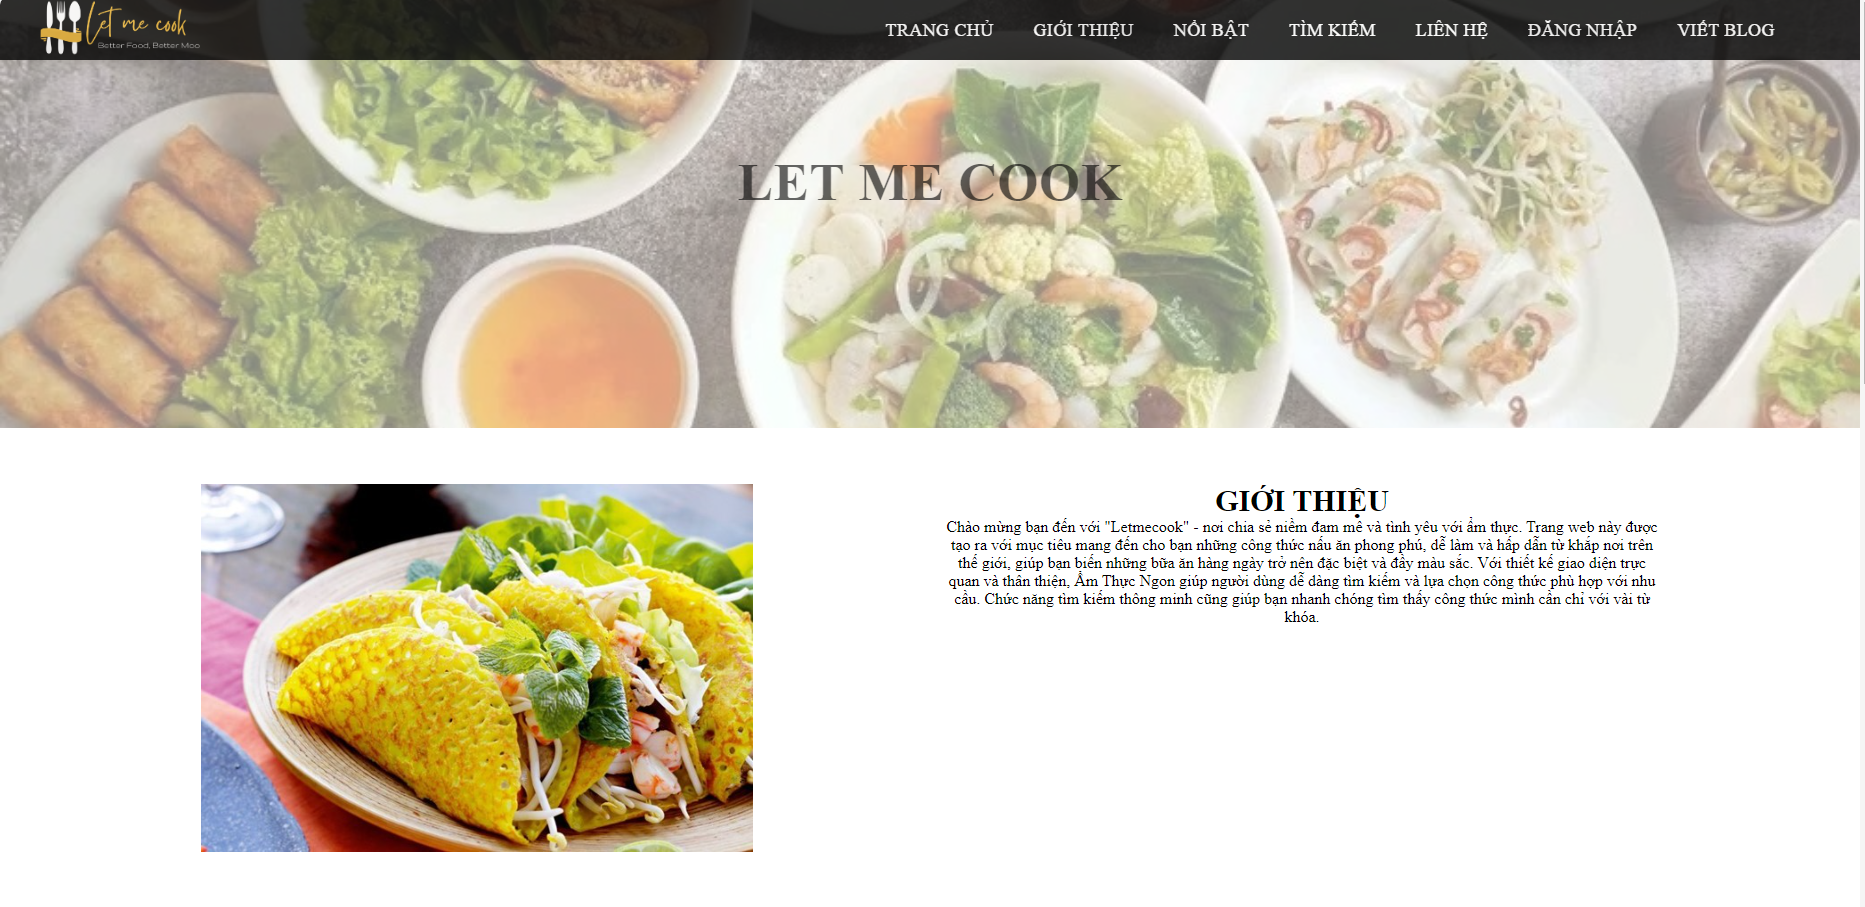 Let me cook
Better Food, Better Moo
TRANG CHỦ GIỚI THIỆU NỔI BẬT TÌM KIẾM LIÊN HỆ ĐĂNG NHẬP VIẾT BLOG
LET ME COOK
GIỚI THIỆU
Chào mừng bạn đến với "Letmecook" - nơi chia sẻ niềm đam mê và tình yêu với ẩm thực. Trang web này được
tạo ra với mục tiêu mang đến cho bạn những công thức nấu ăn phong phú, dễ làm và hấp dẫn từ khắp nơi trên
thế giới, giúp bạn biến những bữa ăn hàng ngày trở nên đặc biệt và đầy màu sắc. Với thiết kế giao diện trực
quan và thân thiện, Ẩm Thực Ngon giúp người dùng dễ dàng tìm kiếm và lựa chọn công thức phù hợp với nhu
cầu. Chức năng tìm kiếm thông minh cũng giúp bạn nhanh chóng tìm thấy công thức mình cần chỉ với vài từ
khóa.